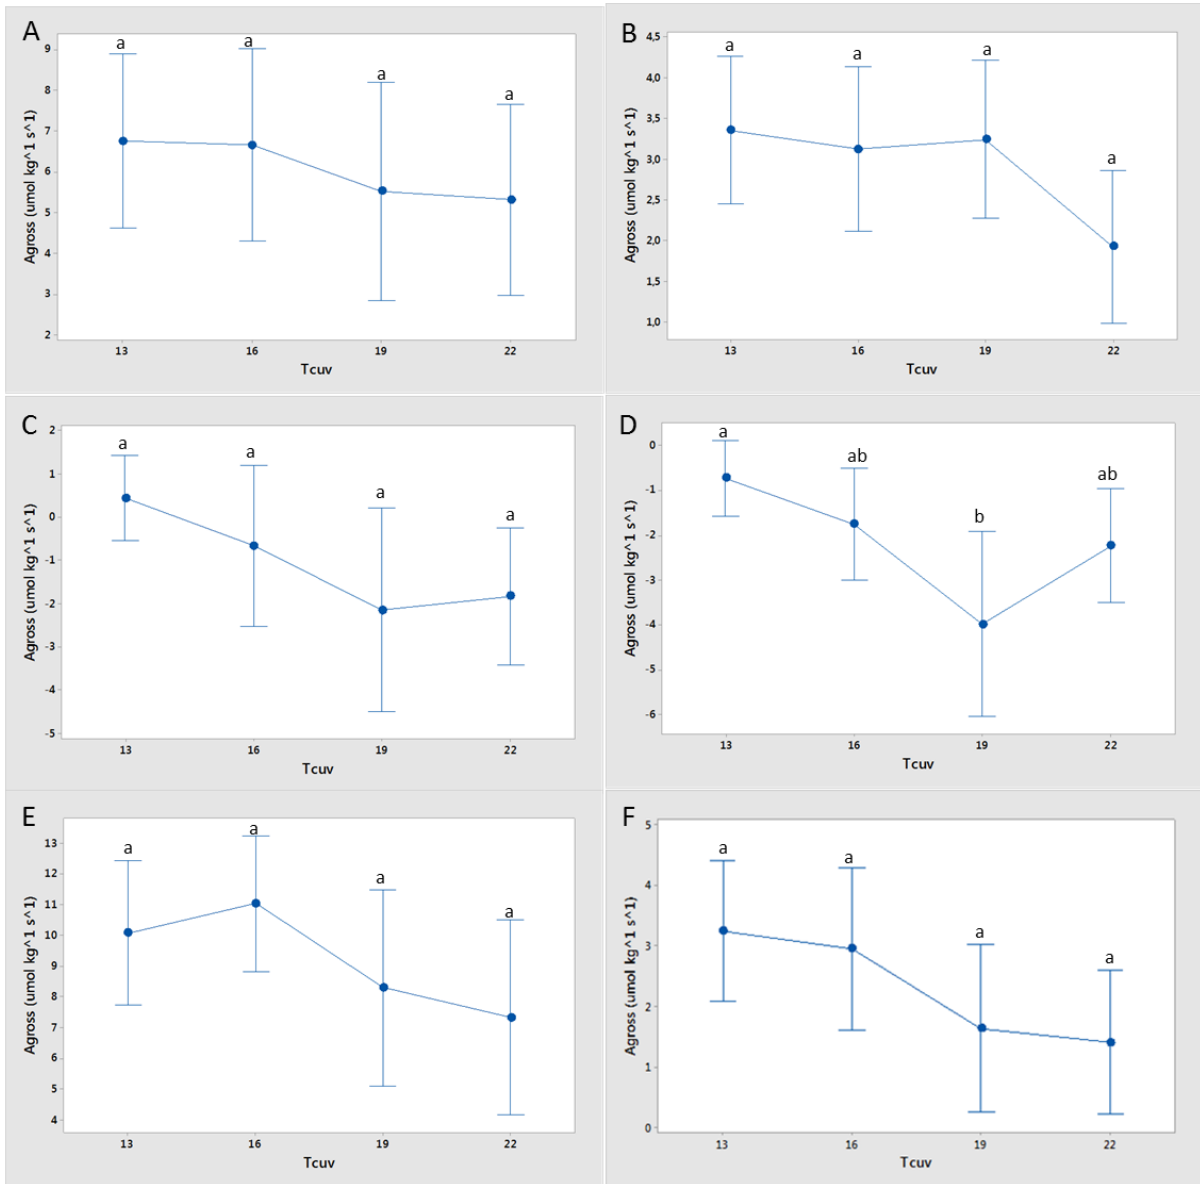 A
a a a a
9
8
7
6
5
4
3
2
Agross (umol kg^1 s^1)
13 16 19 22
Tcuv
B
a a a a
4,5
4,0
3,5
3,0
2,5
2,0
1,5
1,0
Agross (umol kg^1 s^1)
13 16 19 22
Tcuv
C
a a a a
2
1
0
-1
-2
-3
-4
-5
Agross (umol kg^1 s^1)
13 16 19 22
Tcuv
D
a ab b ab
0
-1
-2
-3
-4
-5
-6
Agross (umol kg^1 s^1)
13 16 19 22
Tcuv
E
a a a a
13
12
11
10
9
8
7
6
5
4
Agross (umol kg^1 s^1)
13 16 19 22
Tcuv
F
a a a a
5
4
3
2
1
0
Agross (umol kg^1 s^1)
13 16 19 22
Tcuv